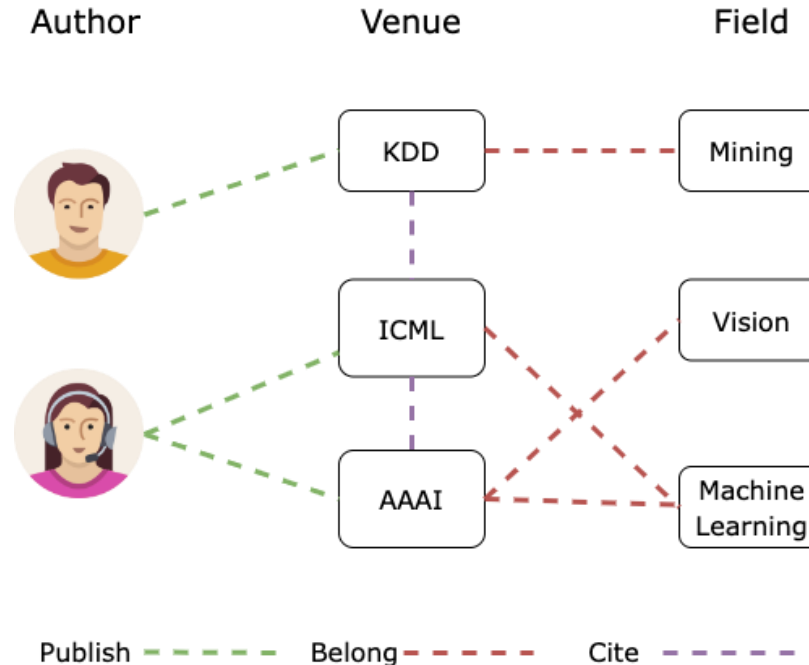 Author Venue Field
KDD Mining
ICML Vision
AAAI Machine
Learning
Publish Belong Cite